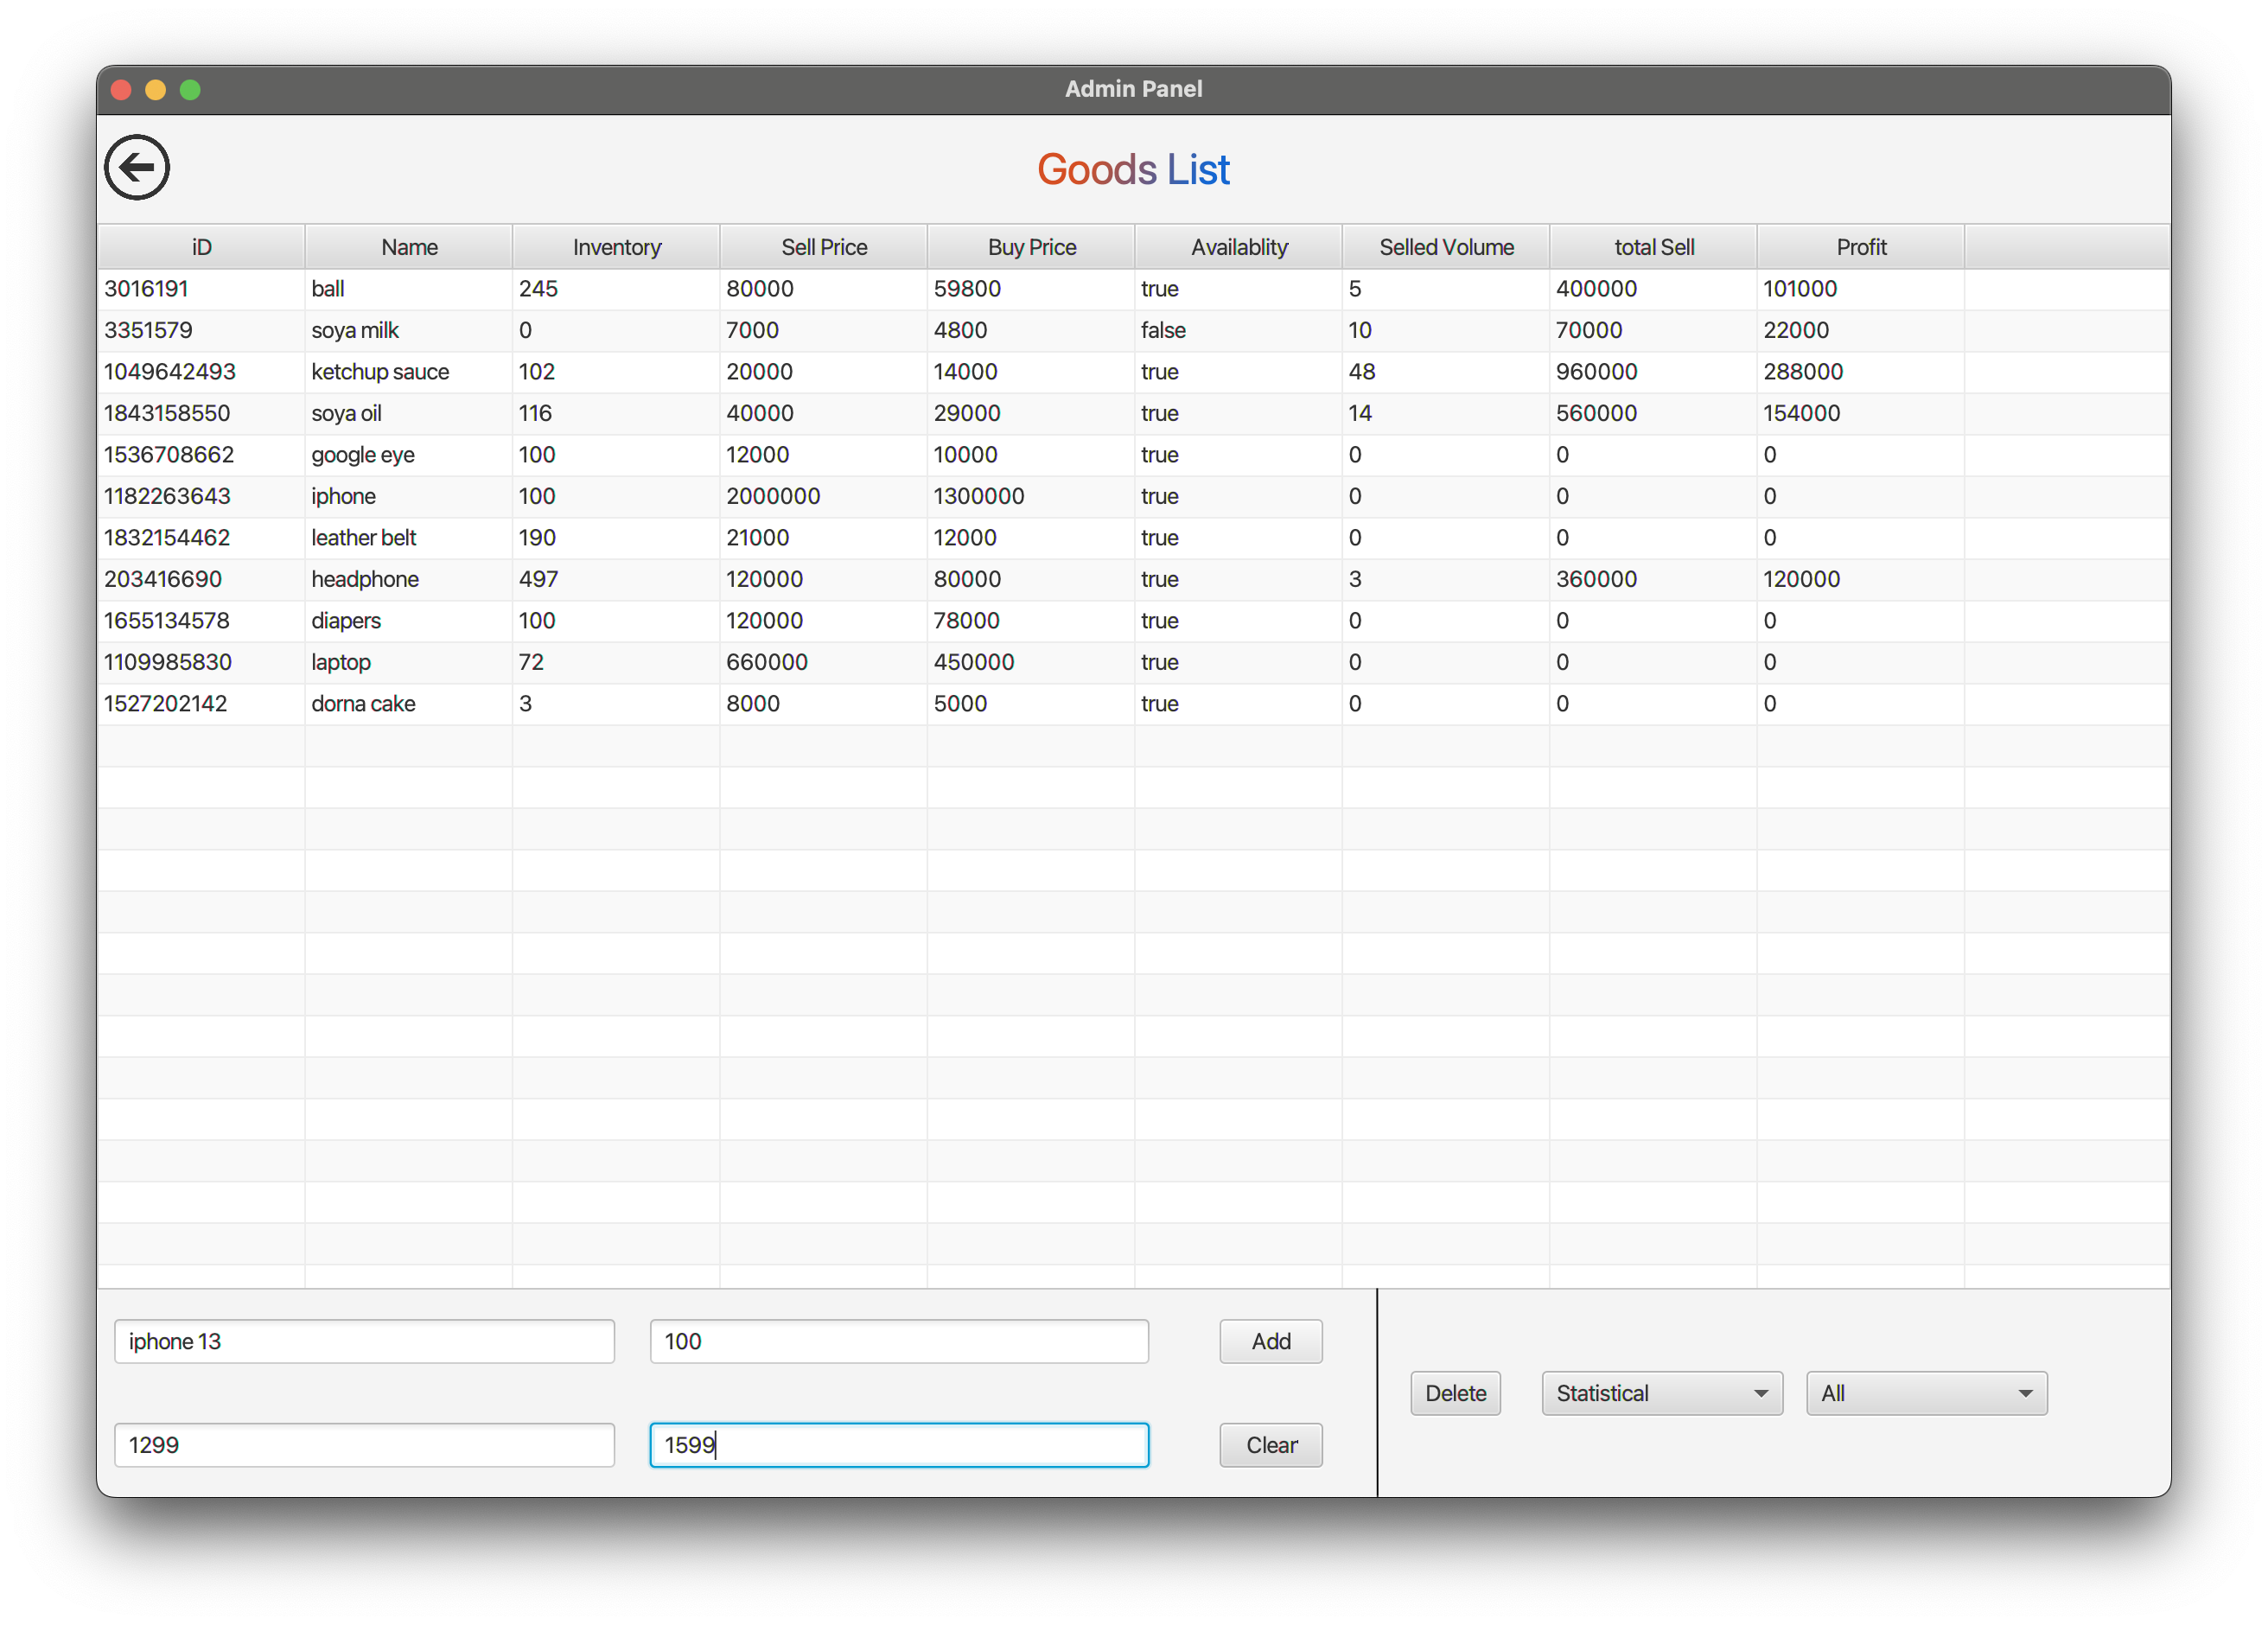 Admin Panel
Goods List
iD Name Inventory Sell Price Buy Price Availablity Selled Volume total Sell Profit
3016191 ball 245 80000 59800 true 5 400000 101000
3351579 soya milk 0 7000 4800 false 10 70000 22000
1049642493 ketchup sauce 102 20000 14000 true 48 960000 288000
1843158550 soya oil 116 40000 29000 true 14 560000 154000
1536708662 google eye 100 12000 10000 true 0 0 0
1182263643 iphone 100 2000000 1300000 true 0 0 0
1832154462 leather belt 190 21000 12000 true 0 0 0
203416690 headphone 497 120000 80000 true 3 360000 120000
1655134578 diapers 100 120000 78000 true 0 0 0
1109985830 laptop 72 660000 450000 true 0 0 0
1527202142 dorna cake 3 8000 5000 true 0 0 0
iphone 13 100 Add
Delete Statistical All
1299 1599 Clear